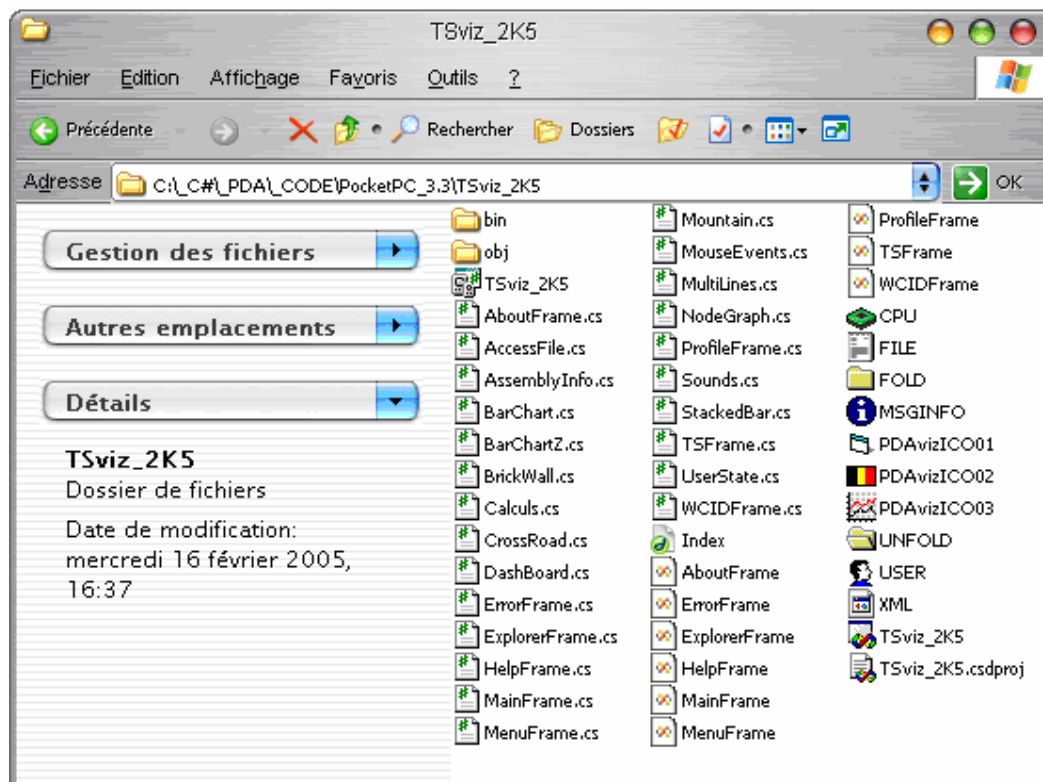 TSviz_2K5
Fichier Edition Affichage Favoris Outils ?
Précédente Rechercher Dossiers
Adresse C:\_C#\_PDA\_CODE\PocketPC_3.3\TSviz_2K5 OK
Gestion des fichiers
Autres emplacements
Détails
TSviz_2K5
Dossier de fichiers
Date de modification:
mercredi 16 février 2005,
16:37
bin
obj
TSviz_2K5
AboutFrame.cs
AccessFile.cs
AssemblyInfo.cs
BarChart.cs
BarChartZ.cs
BrickWall.cs
Calculs.cs
CrossRoad.cs
DashBoard.cs
ErrorFrame.cs
ExplorerFrame.cs
HelpFrame.cs
MainFrame.cs
MenuFrame.cs
Mountain.cs
MouseEvents.cs
MultiLines.cs
NodeGraph.cs
ProfileFrame.cs
Sounds.cs
StackedBar.cs
TSFrame.cs
UserState.cs
WCIDFrame.cs
Index
AboutFrame
ErrorFrame
ExplorerFrame
HelpFrame
MainFrame
MenuFrame
ProfileFrame
TSFrame
WCIDFrame
CPU
FILE
FOLD
MSGINFO
PDAvizICO01
PDAvizICO02
PDAvizICO03
UNFOLD
USER
XML
TSviz_2K5
TSviz_2K5.csdproj